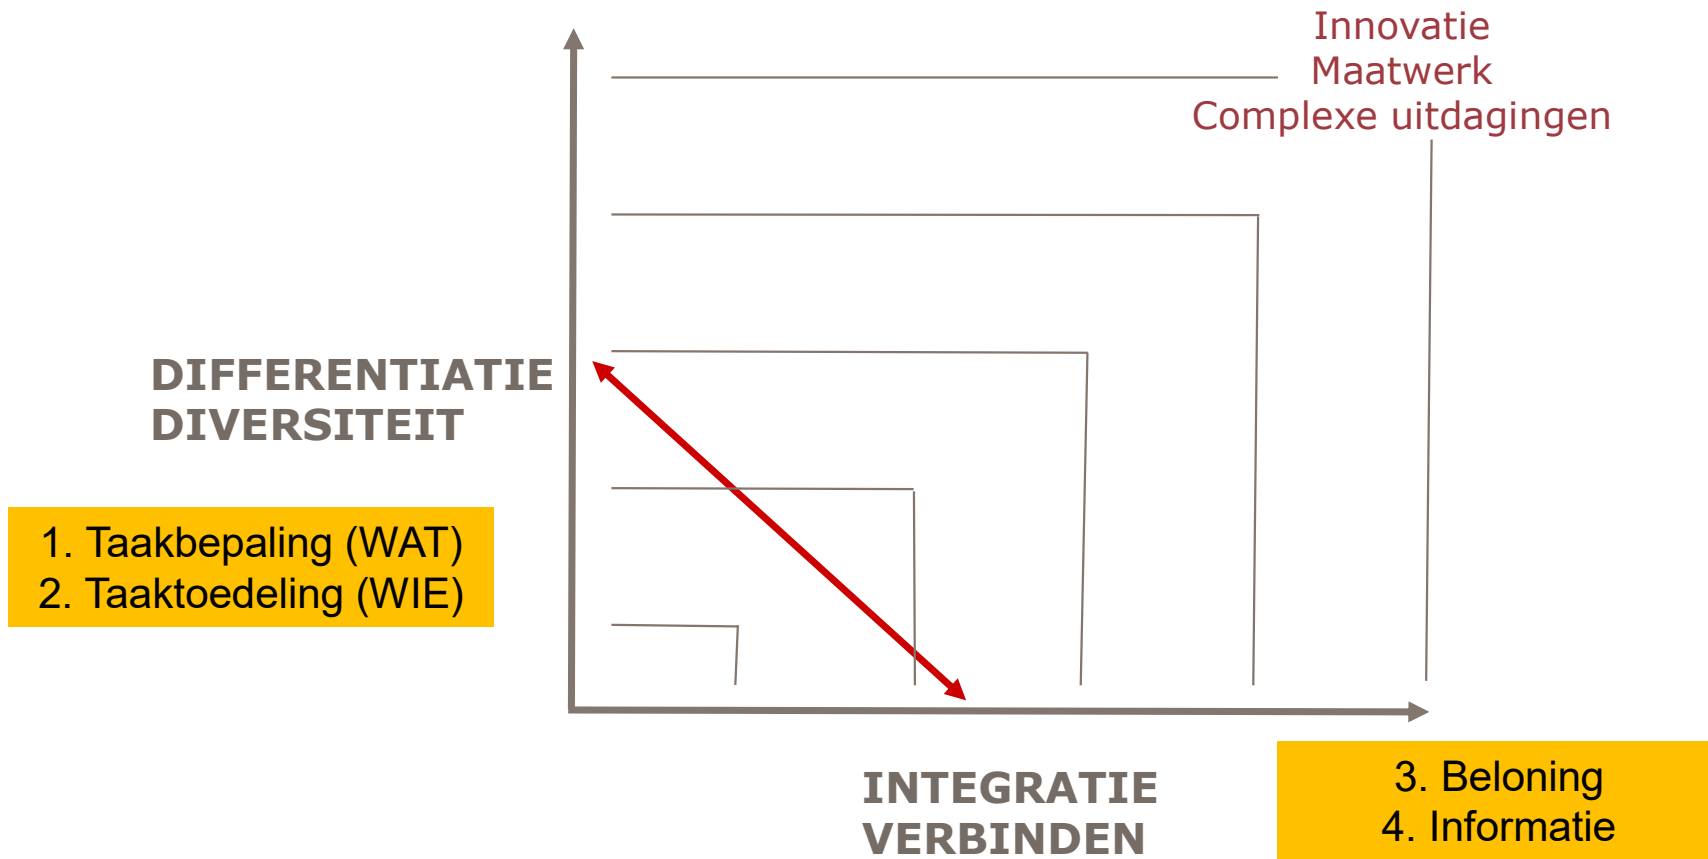 Innovatie
Maatwerk
Complexe uitdagingen
DIFFERENTIATIE
DIVERSITEIT
1. Taakbepaling (WAT)
2. Taaktoedeling (WIE)
INTEGRATIE
VERBINDEN
3. Beloning
4. Informatie